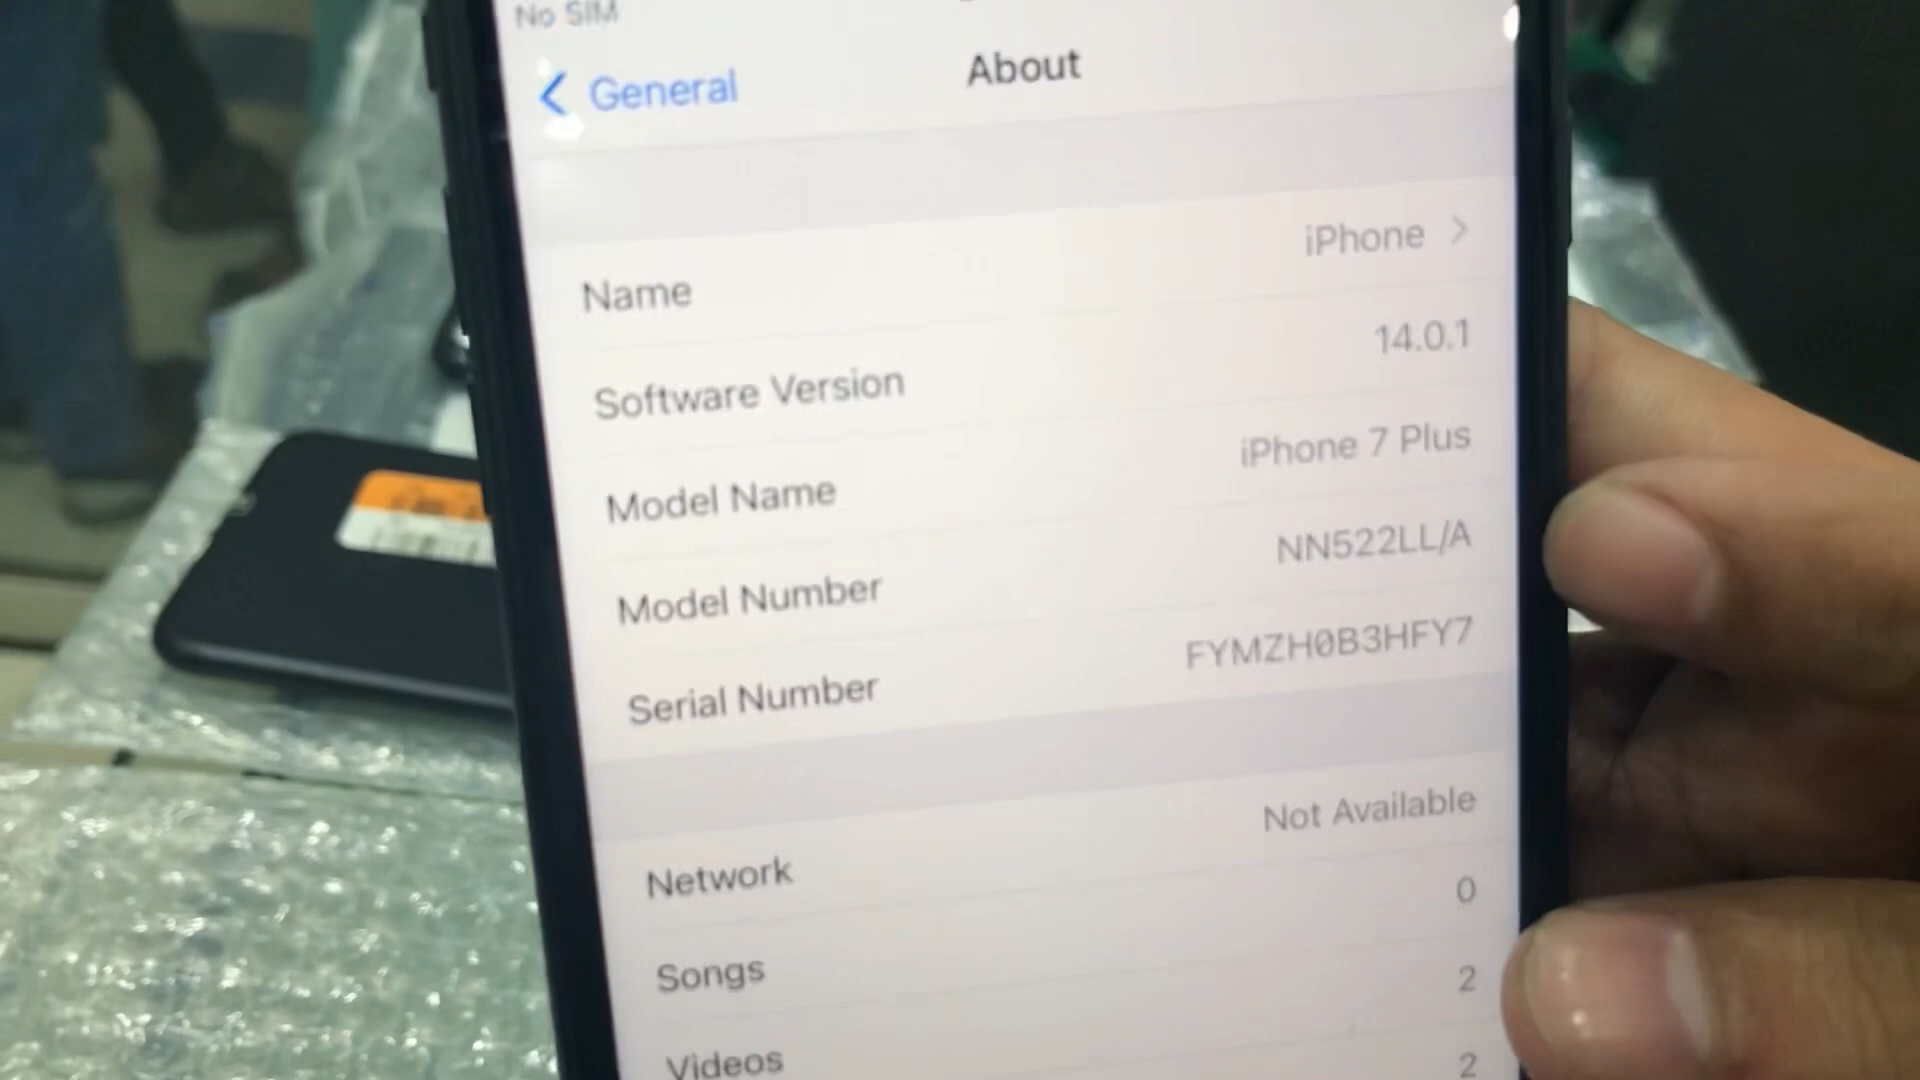 No SIM
General
About
Name
iPhone
Software Version
14.0.1
Model Name
iPhone 7 Plus
Model Number
NN522LL/A
Serial Number
FYMZH0B3HFY7
Network
Not Available
Songs
0
Videos
2
2